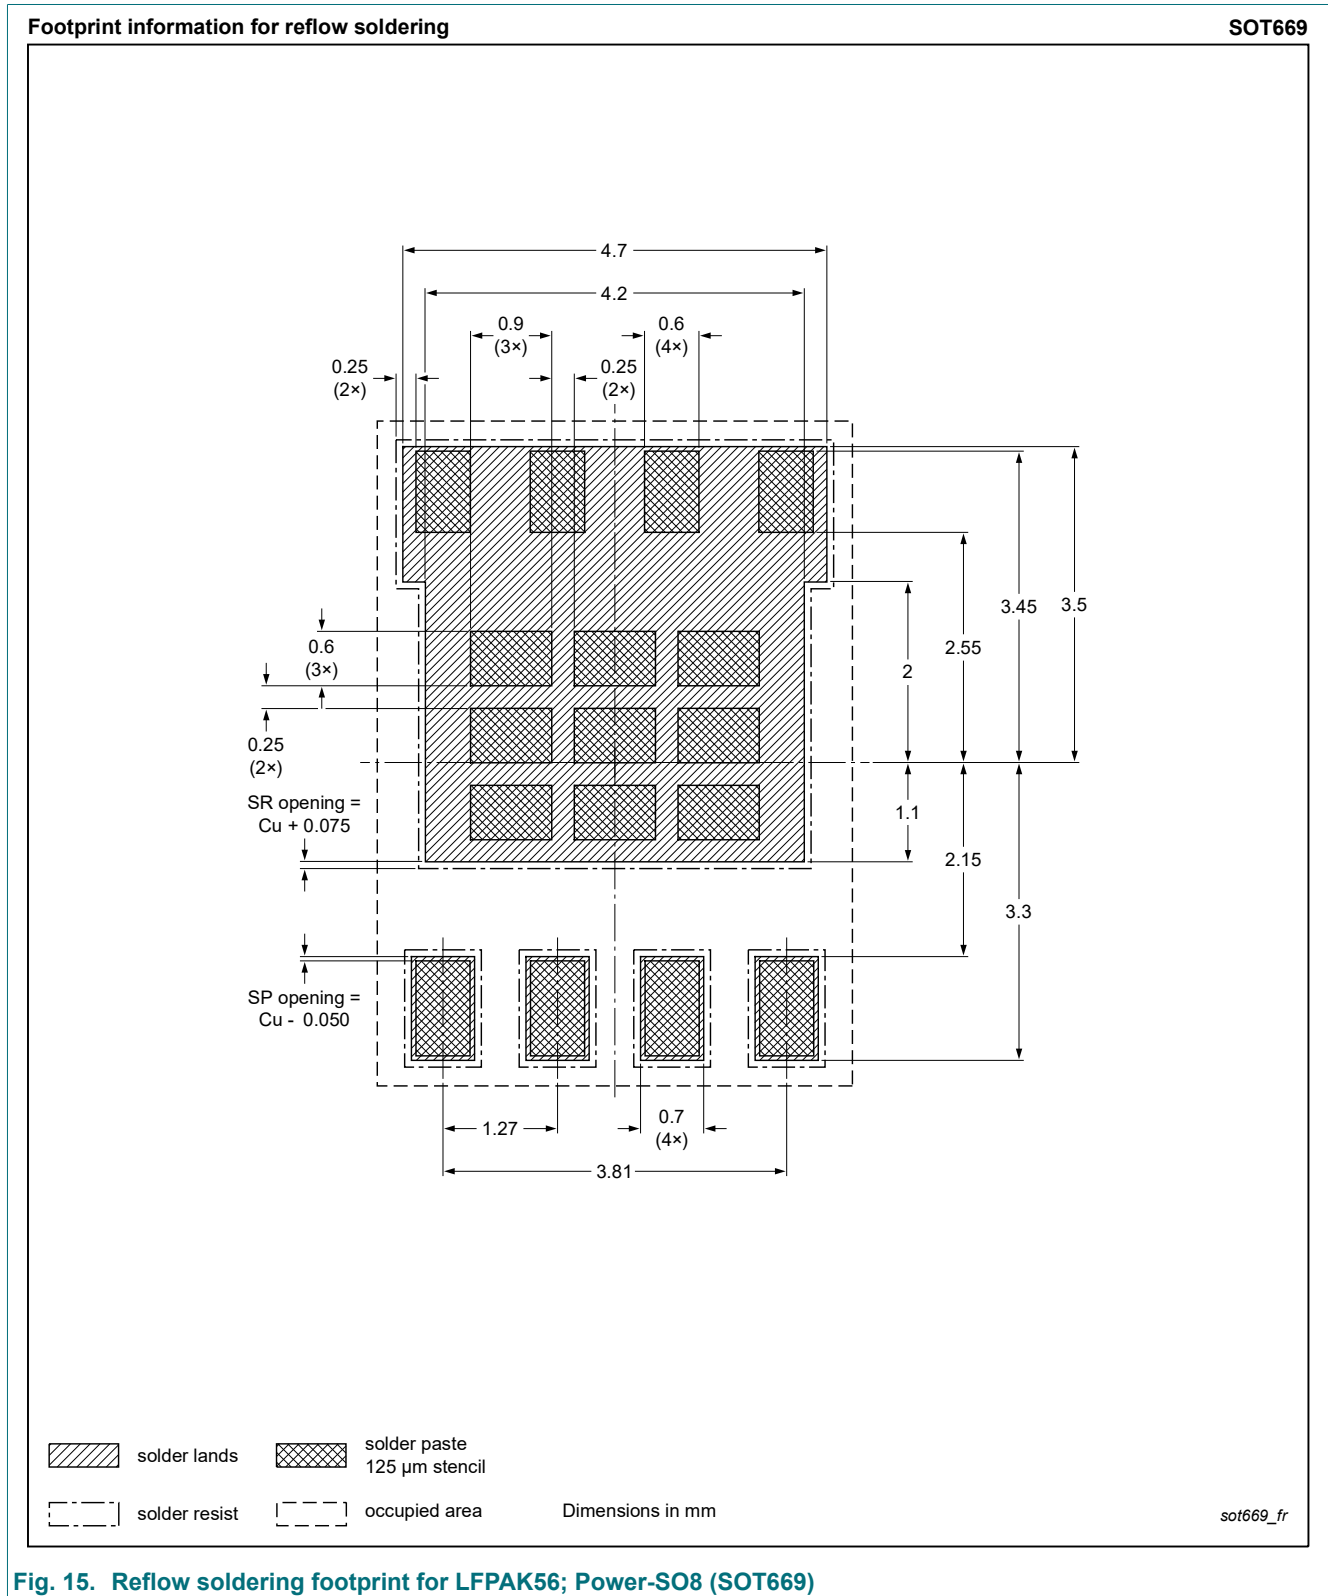 Footprint information for reflow soldering
SOT669
4.7
4.2
0.9
(3×)
0.6
(4×)
0.25
(2×)
0.25
(2×)
3.45
3.5
2.55
2
0.6
(3×)
0.25
(2×)
SR opening =
Cu + 0.075
1.1
2.15
3.3
SP opening =
Cu - 0.050
1.27
0.7
(4×)
3.81
solder lands
solder paste
125 µm stencil
solder resist
occupied area
Dimensions in mm
sot669_fr
Fig. 15. Reflow soldering footprint for LFPAK56; Power-SO8 (SOT669)